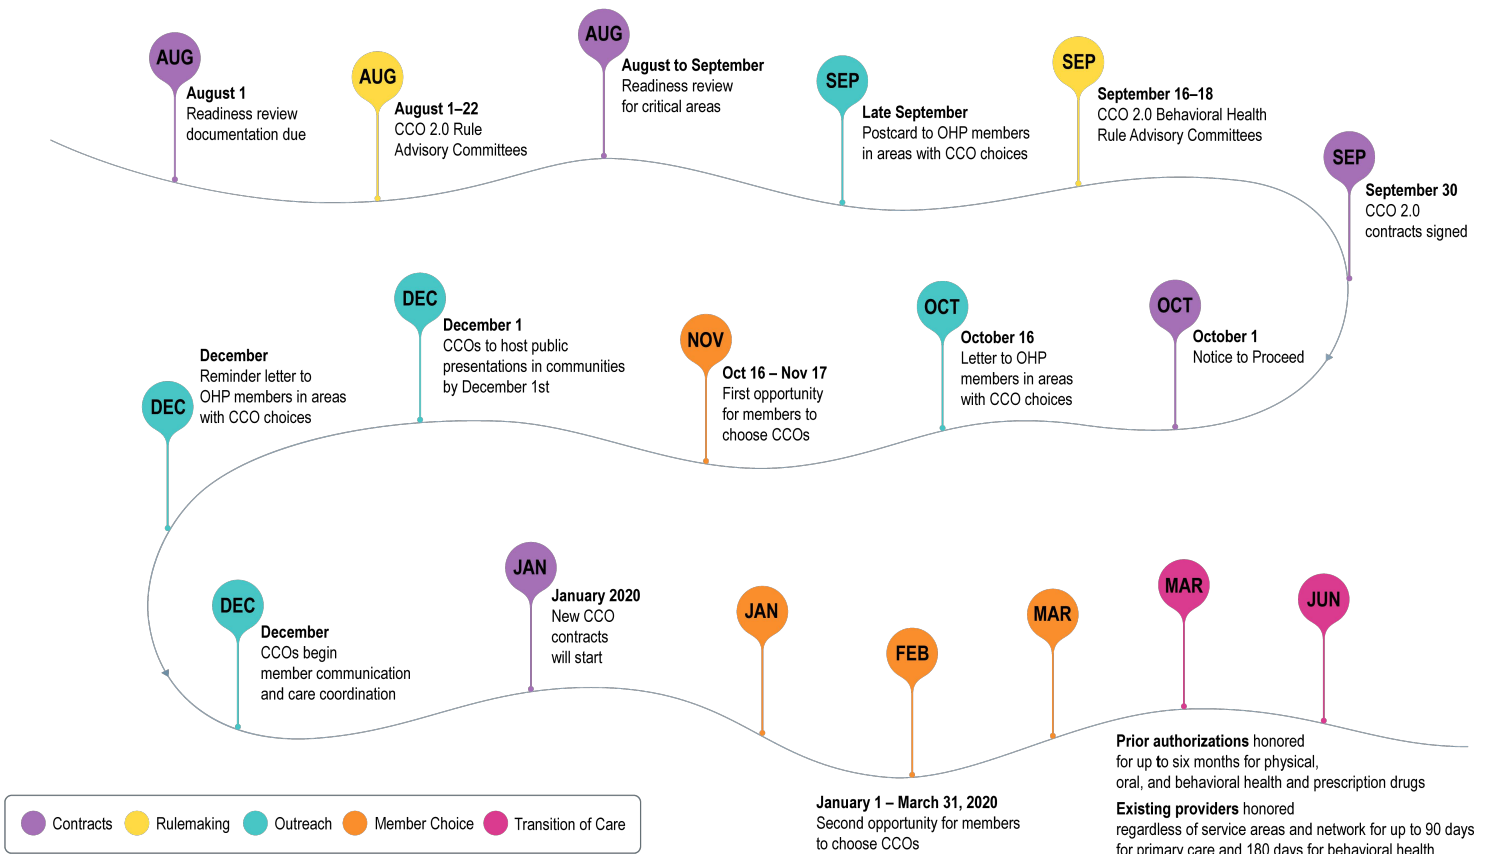 AUG
August 1
Readiness review
documentation due
AUG
August 1–22
CCO 2.0 Rule
Advisory Committees
AUG
August to September
Readiness review
for critical areas
SEP
Late September
Postcard to OHP members
in areas with CCO choices
SEP
September 16–18
CCO 2.0 Behavioral Health
Rule Advisory Committees
SEP
September 30
CCO 2.0
contracts signed
OCT
October 1
Notice to Proceed
OCT
October 16
Letter to OHP
members in areas
with CCO choices
NOV
Oct 16 – Nov 17
First opportunity
for members to
choose CCOs
DEC
December 1
CCOs to host public
presentations in communities
by December 1st
DEC
December
Reminder letter to
OHP members in areas
with CCO choices
DEC
December
CCOs begin
member communication
and care coordination
JAN
January 2020
New CCO
contracts
will start
JAN
FEB
MAR
January 1 – March 31, 2020
Second opportunity for members
to choose CCOs
MAR
JUN
Prior authorizations honored
for up to six months for physical,
oral, and behavioral health and prescription drugs
Existing providers honored
regardless of service areas and network for up to 90 days
for primary care and 180 days for behavioral health
Contracts
Rulemaking
Outreach
Member Choice
Transition of Care